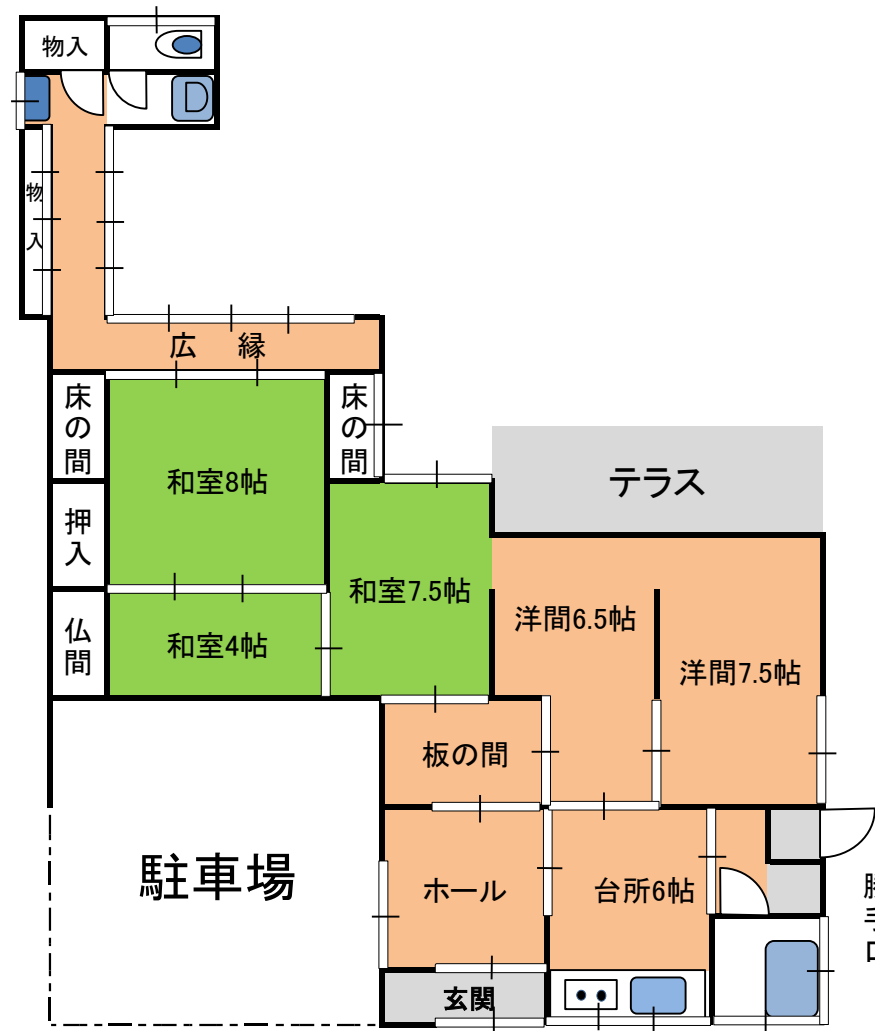 物入
物入
広縁
床の間
床の間
和室8帖
テラス
押入
和室7.5帖
洋間6.5帖
仏間
和室4帖
洋間7.5帖
板の間
駐車場
ホール
台所6帖
勝手口
玄関